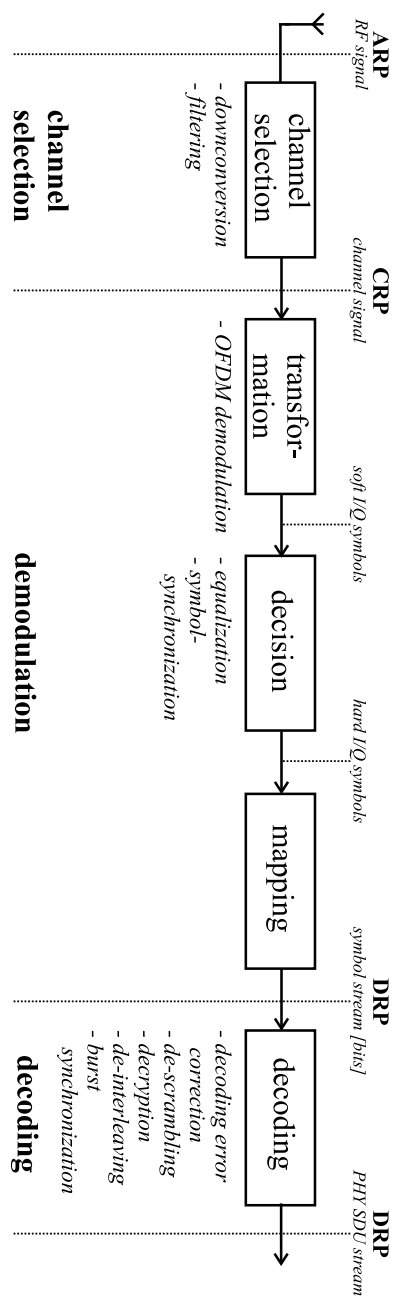 ARP
RF signal
CRP
channel signal
soft I/Q symbols
hard I/Q symbols
DRP
symbol stream [bits]
DRP
PHY SDU stream
channel
selection
transfor-
mation
decision
mapping
decoding
- downconversion
- filtering
- OFDM demodulation
- equalization
- symbol-
synchronization
- decoding error
correction
- de-scrambling
- decryption
- de-interleaving
- burst
synchronization
channel
selection
demodulation
decoding